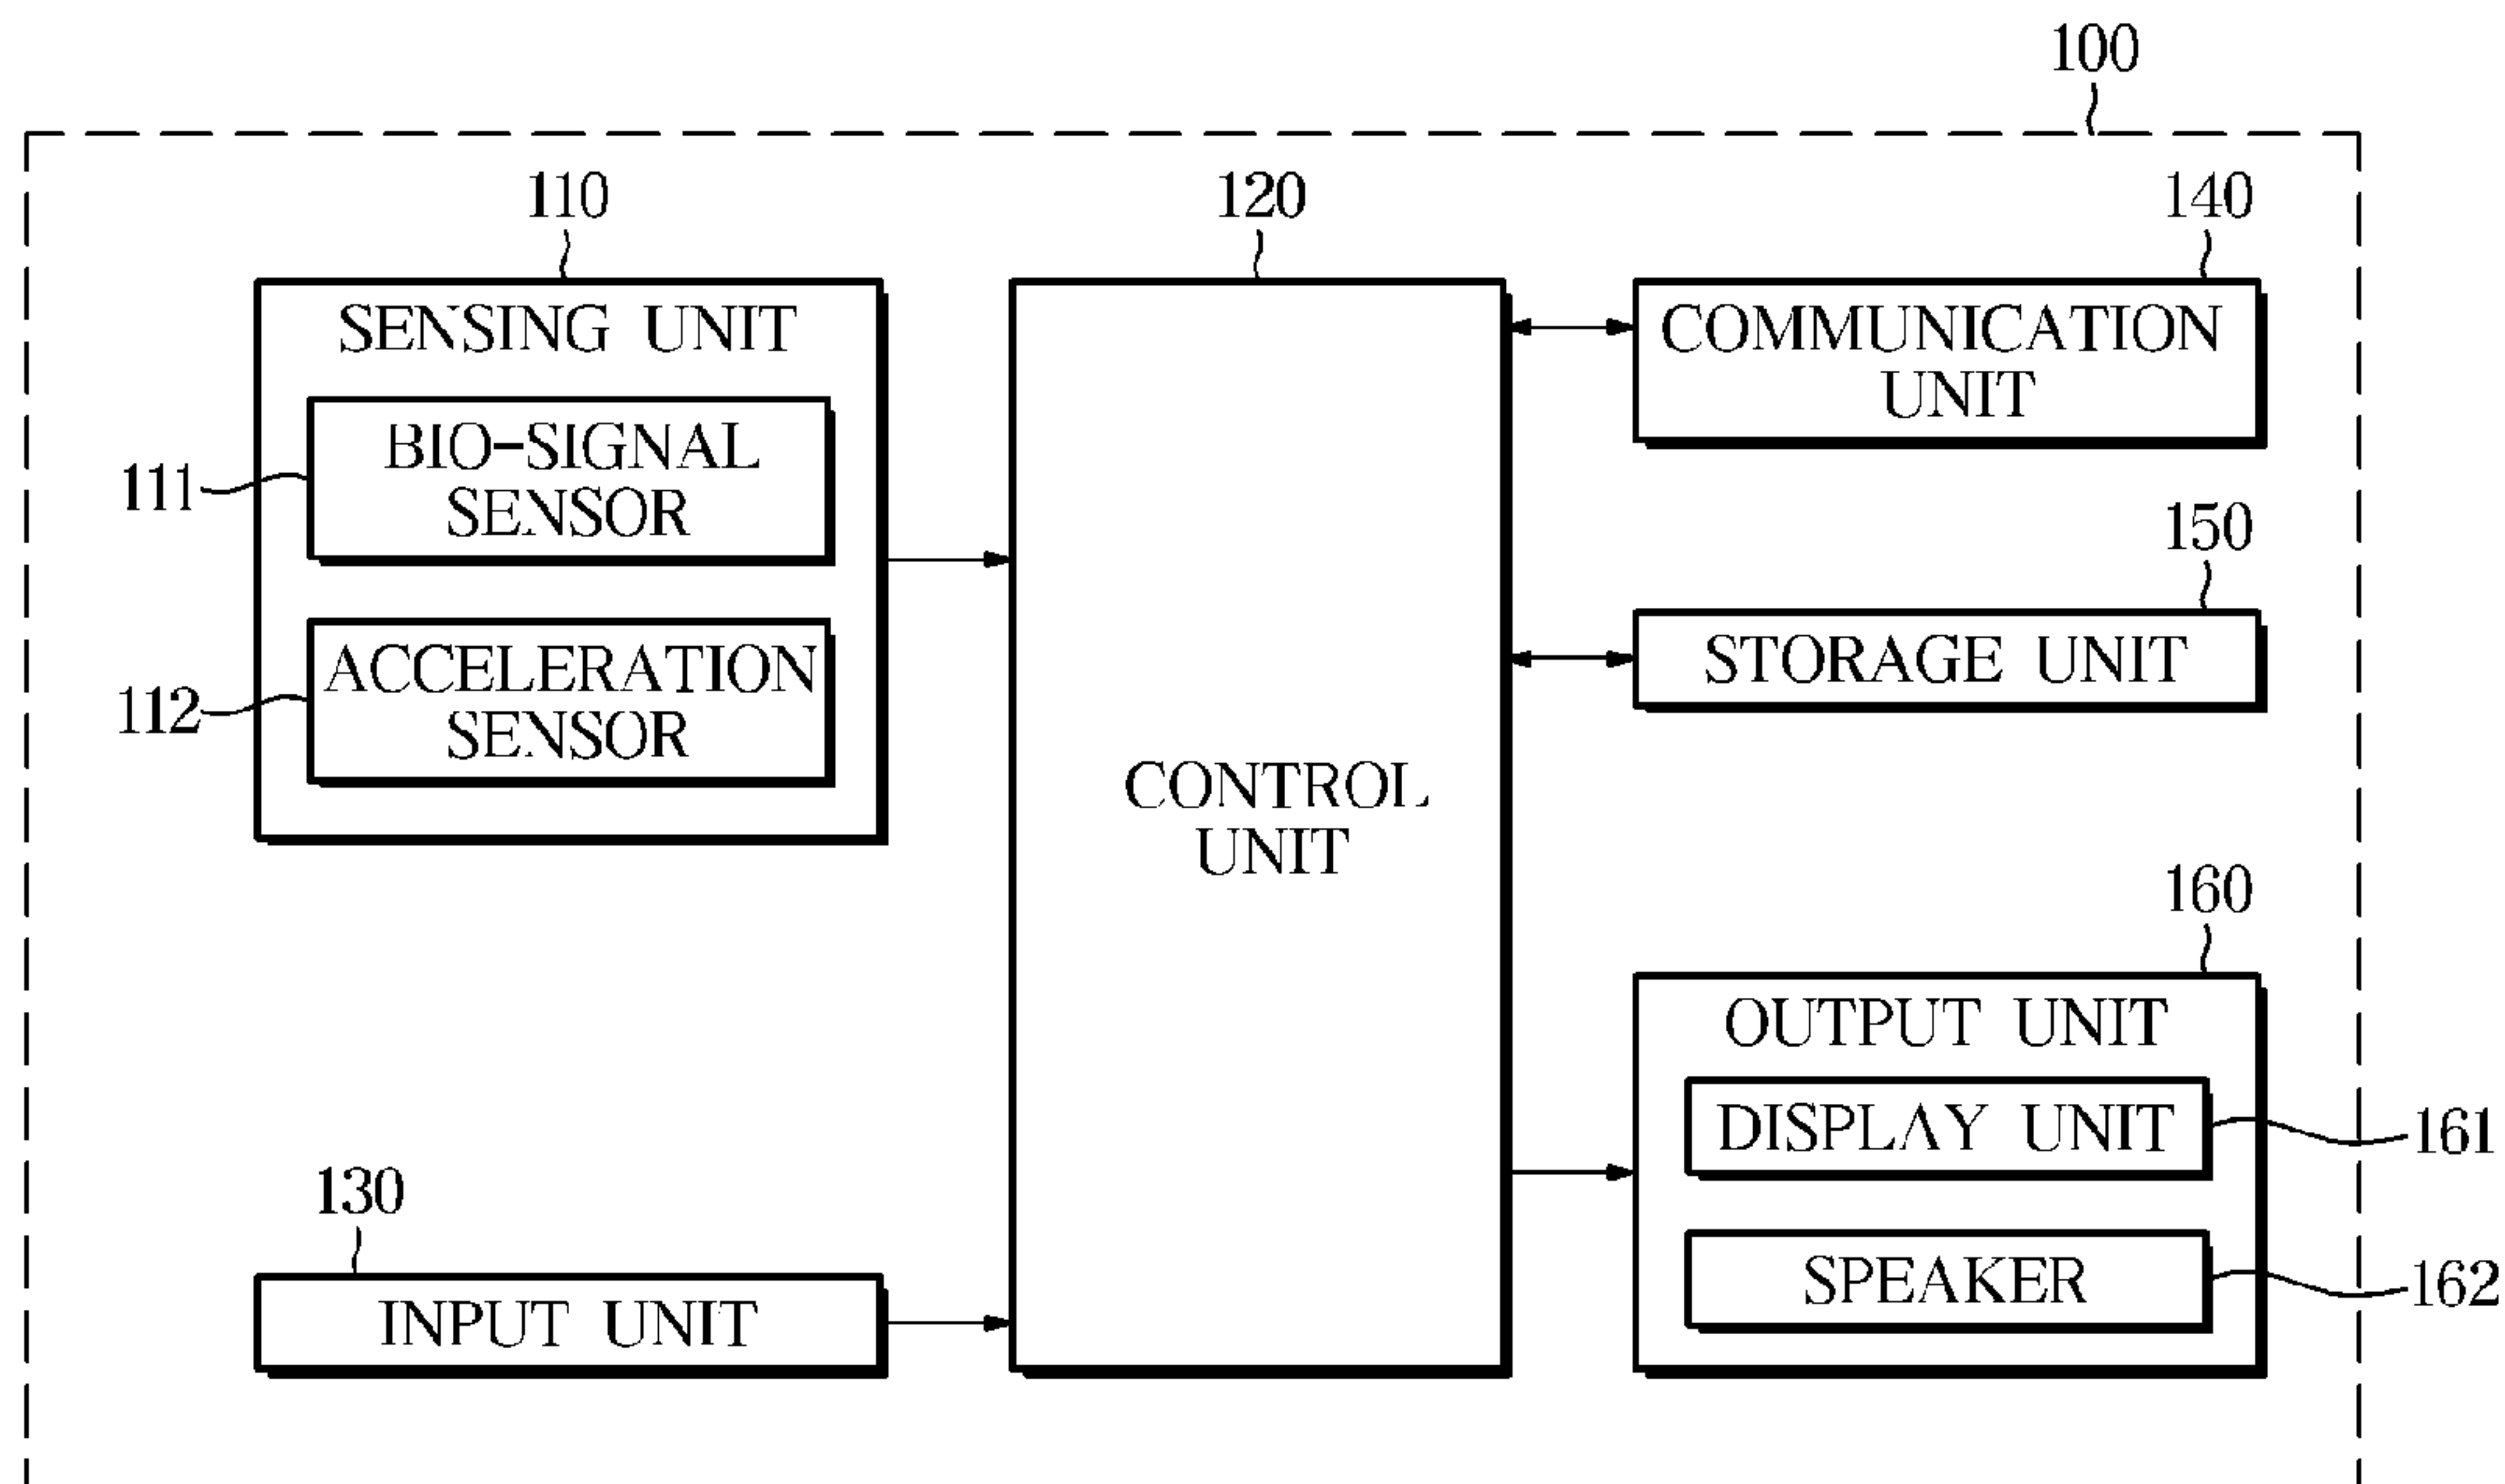 100
110
120
140
SENSING UNIT
COMMUNICATION
UNIT
BIO-SIGNAL
SENSOR
111
150
STORAGE UNIT
ACCELERATION
SENSOR
112
CONTROL
UNIT
160
OUTPUT UNIT
DISPLAY UNIT
161
130
INPUT UNIT
SPEAKER
162